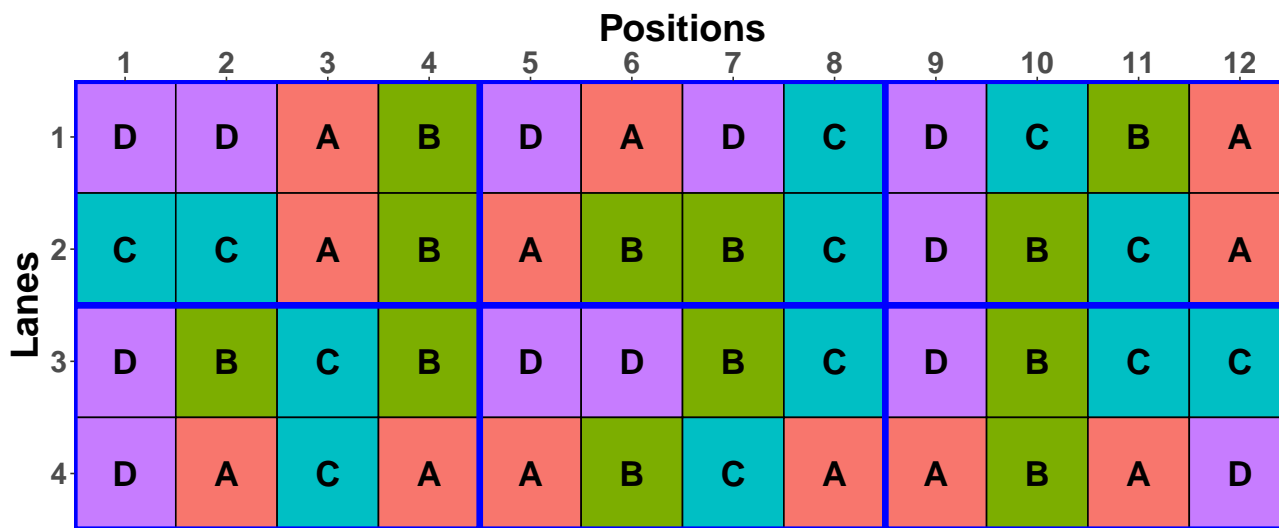 Positions
1 2 3 4 5 6 7 8 9 10 11 12
Lanes
1 D D A B D A D C D C B A
2 C C A B A B B C D B C A
3 D B C B D D B C D B C C
4 D A C A A B C A A B A D